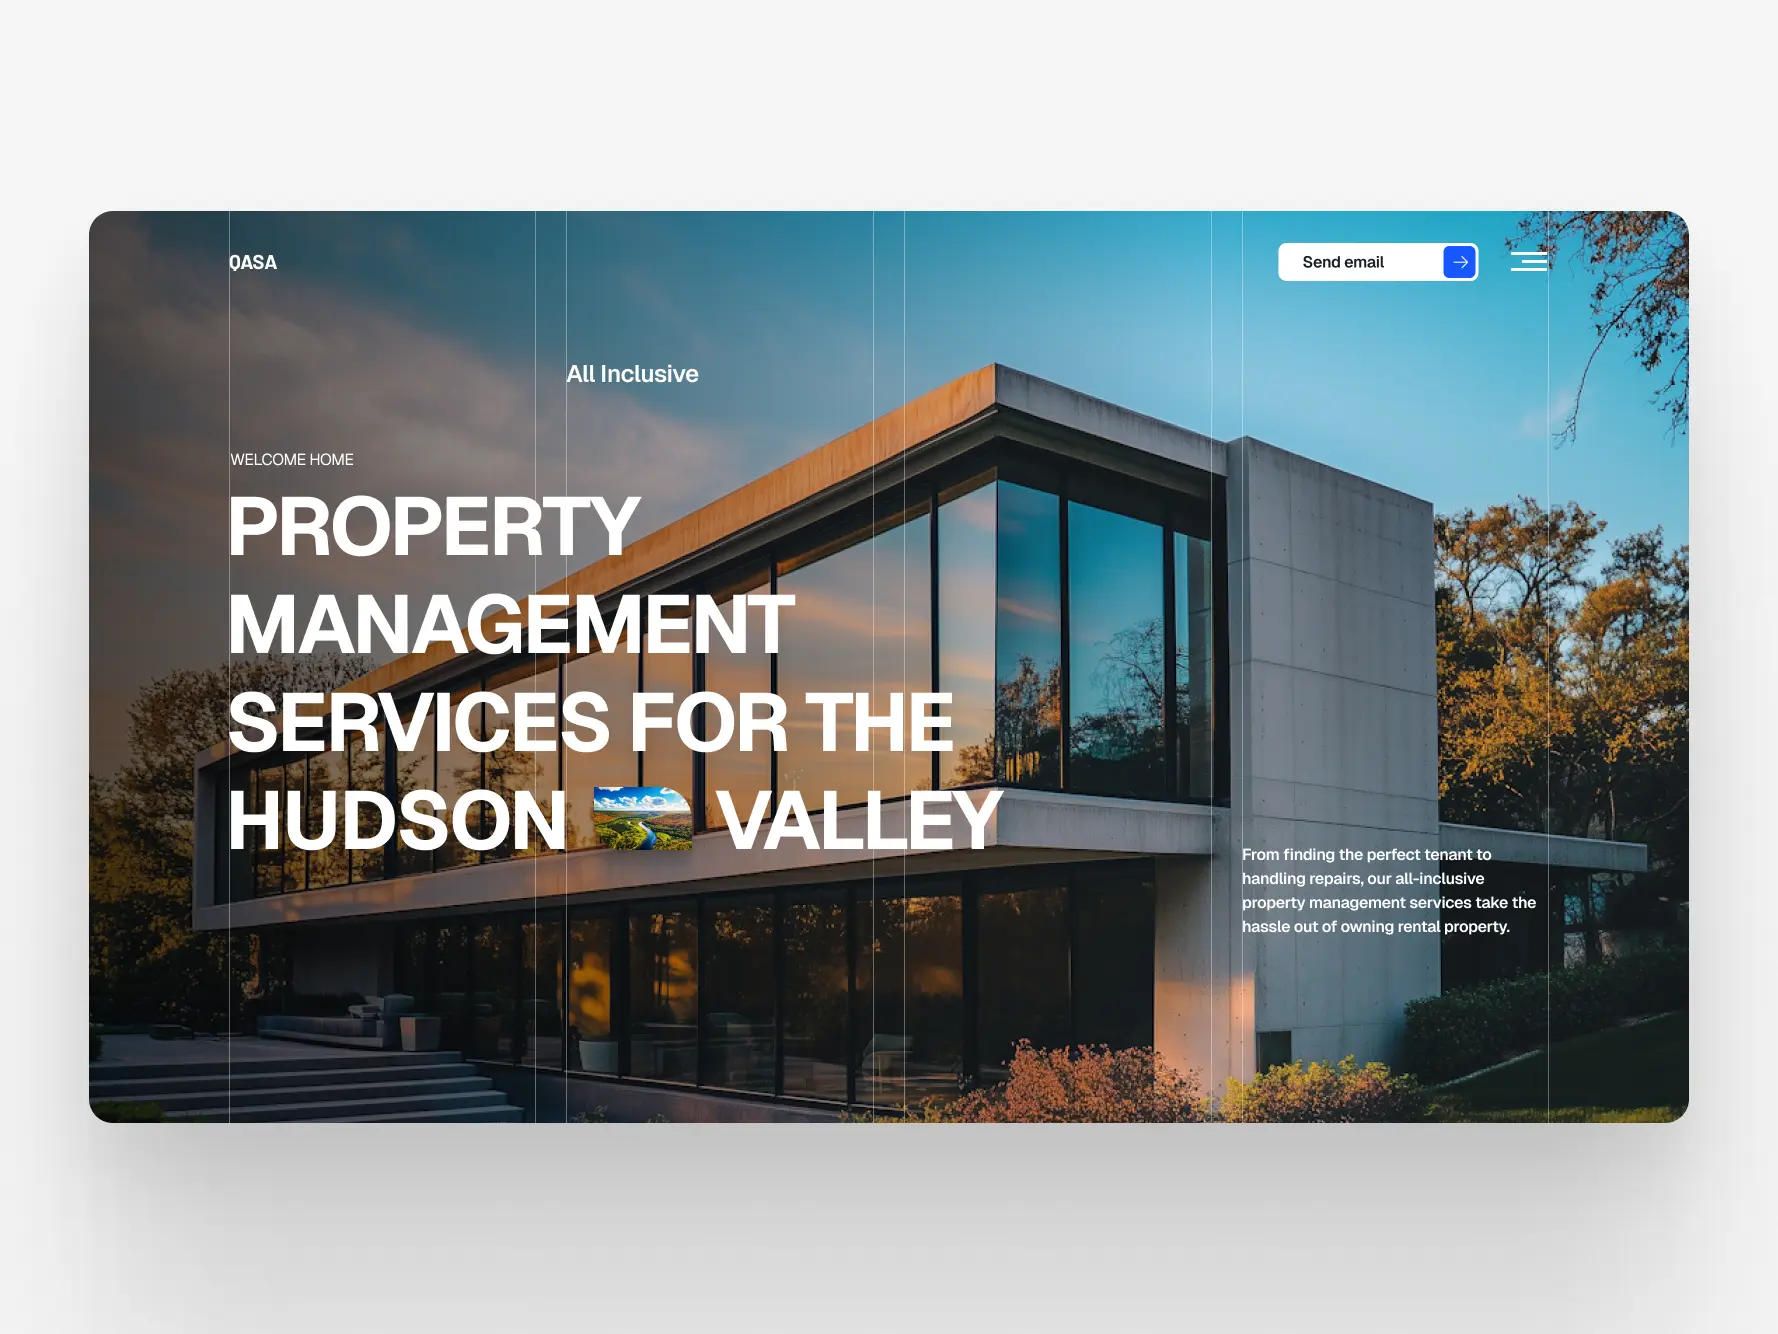 QASA
Send email
All Inclusive
WELCOME HOME
PROPERTY
MANAGEMENT
SERVICES FOR THE
HUDSON VALLEY
From finding the perfect tenant to
handling repairs, our all-inclusive
property management services take the
hassle out of owning rental property.